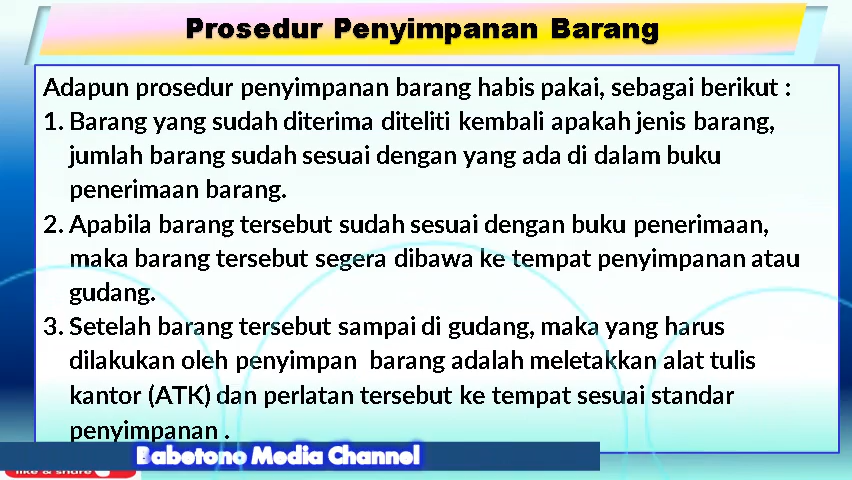 Prosedur Penyimpanan Barang
Adapun prosedur penyimpanan barang habis pakai, sebagai berikut :
1. Barang yang sudah diterima diteliti kembali apakah jenis barang,
jumlah barang sudah sesuai dengan yang ada di dalam buku
penerimaan barang.
2. Apabila barang tersebut sudah sesuai dengan buku penerimaan,
maka barang tersebut segera dibawa ke tempat penyimpanan atau
gudang.
3. Setelah barang tersebut sampai di gudang, maka yang harus
dilakukan oleh penyimpan barang adalah meletakkan alat tulis
kantor (ATK) dan perlatan tersebut ke tempat sesuai standar
penyimpanan .
Babetono Media Channel
like & share